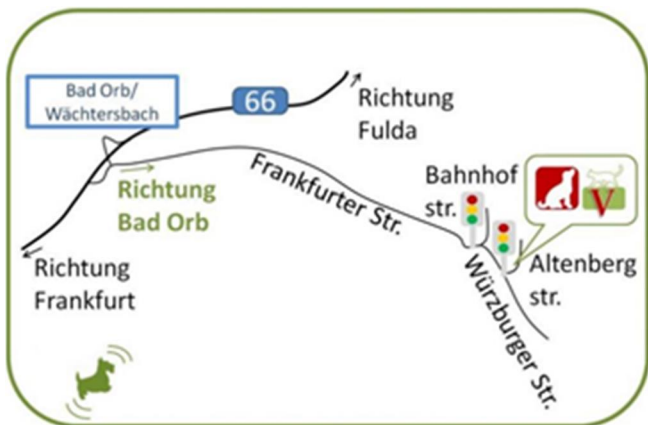 Bad Orb/
Wächtersbach
66
Richtung
Fulda
Richtung
Bad Orb
Frankfurter Str.
Bahnhof
str.
V
Altenberg
str.
Richtung
Frankfurt
Würzburger Str.